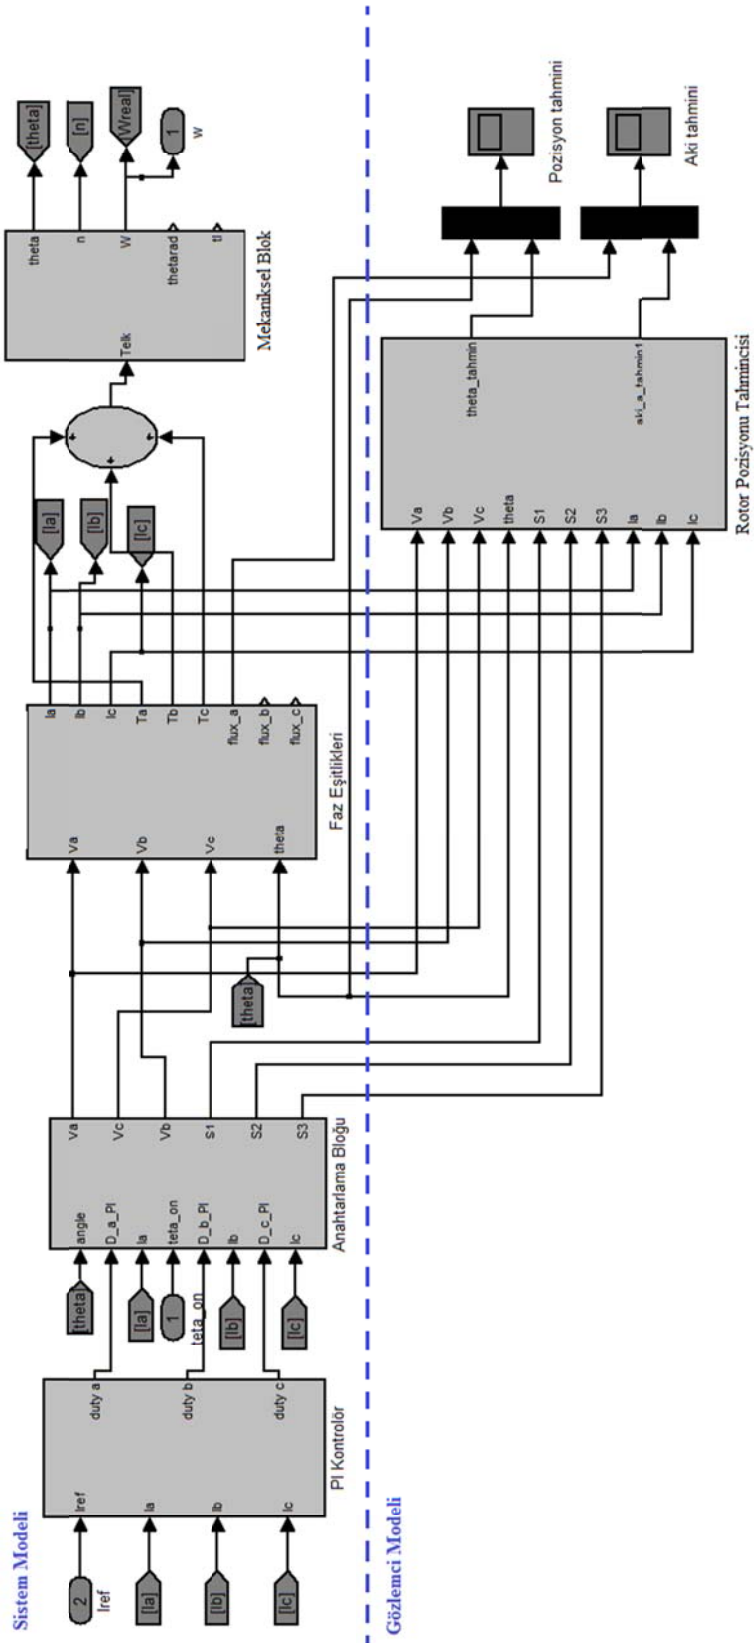 Sistem Modeli
2
Iref
[Ia]
[Ib]
[Ic]
Iref
Ia
Ib
Ic
duty a
duty b
duty c
PI Kontrolör
[theta]
[Ia]
1
teta_on
[Ib]
[Ic]
angle
D_a_PI
Ia
teta_on
D_b_PI
Ib
D_c_PI
Ic
Va
Vc
Vb
S1
S2
S3
Anahtarlama Bloğu
[theta]
Va
Vb
Vc
theta
Ia
Ib
Ic
Ta
Tb
Tc
flux_a
flux_b
flux_c
Faz Eşitlikleri
[Ia]
[Ib]
[Ic]
+
+
+
Telk
theta
n
W
thetarad
tl
Mekaniksel Blok
[theta]
[n]
[Wreal]
1
w
Gözlemci Modeli
Va
Vb
Vc
theta
S1
S2
S3
Ia
Ib
Ic
theta_tahmin
aki_a_tahmin1
Rotor Pozisyonu Tahmincisi
Pozisyon tahmini
Aki tahmini